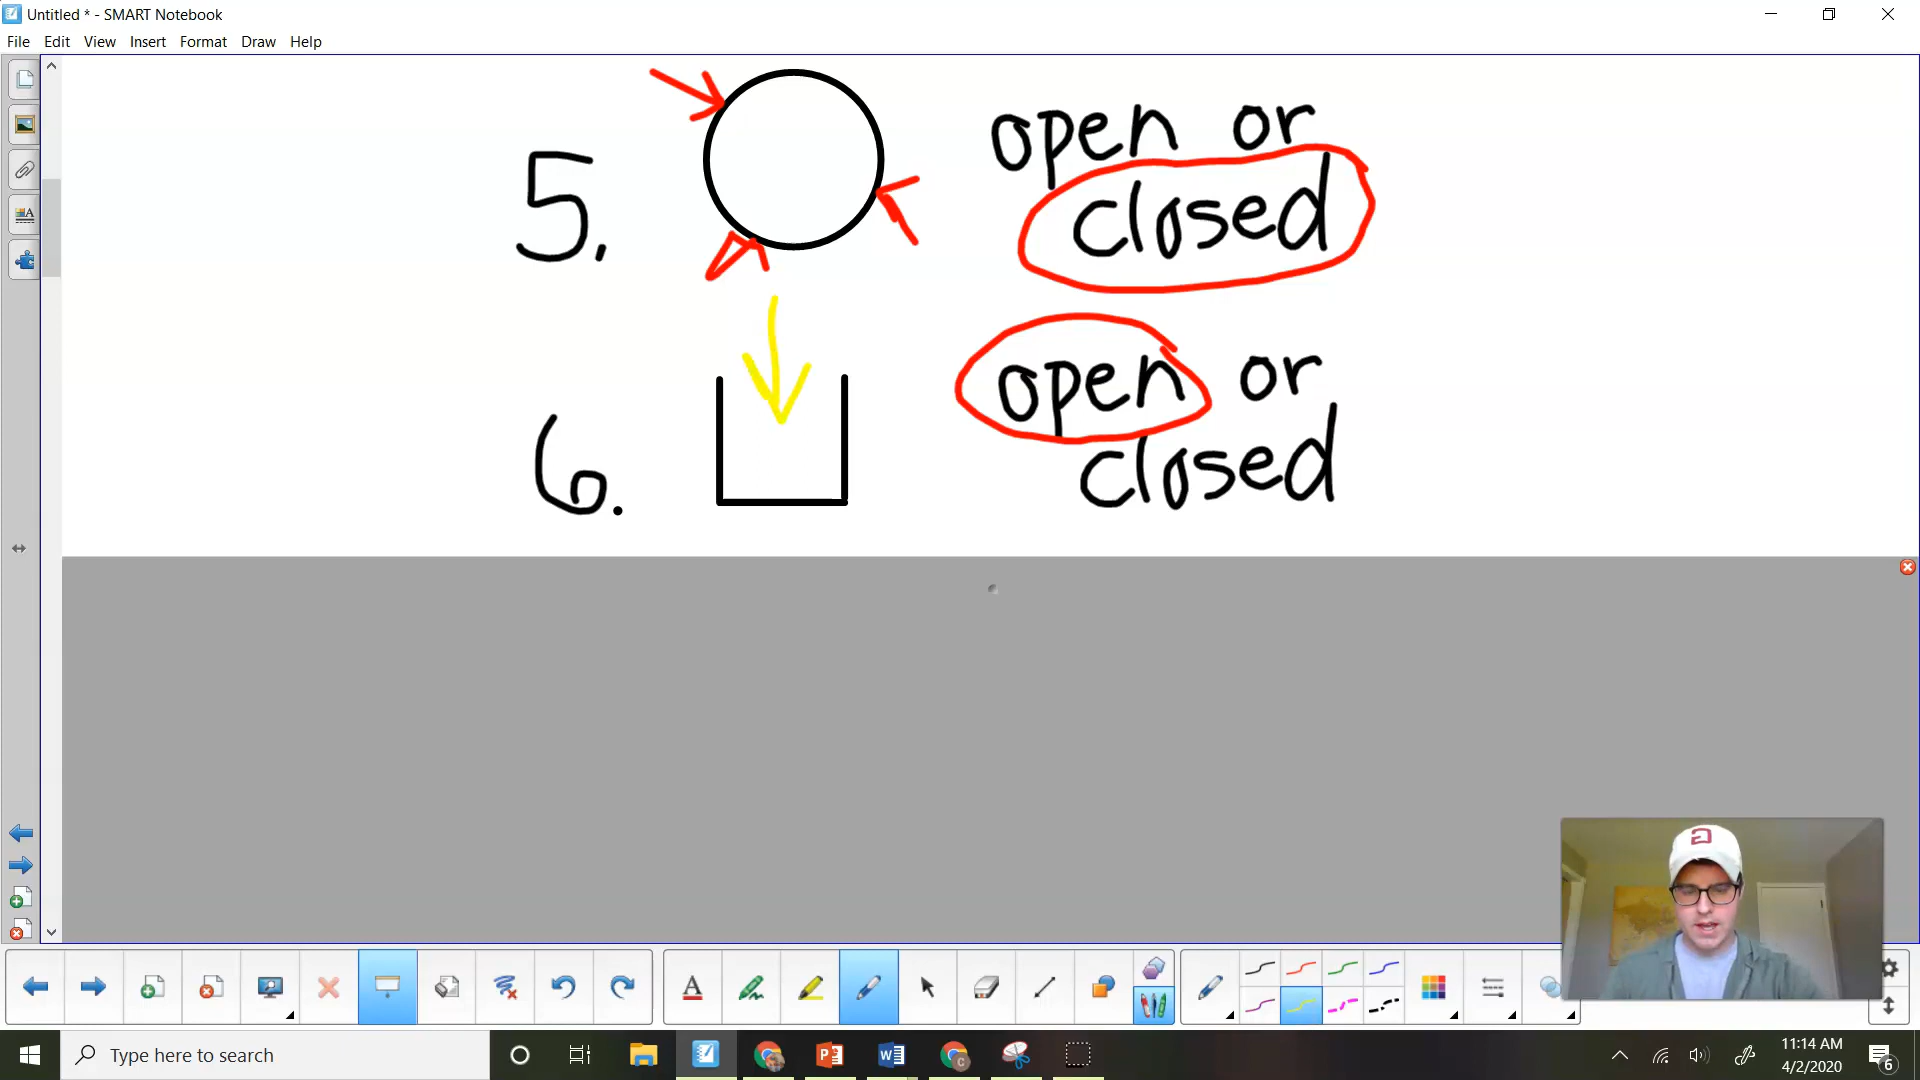 Untitled * - SMART Notebook
File Edit View Insert Format Draw Help
5. open or
closed
6. open or
closed
G
A
Type here to search
11:14 AM
4/2/2020
6